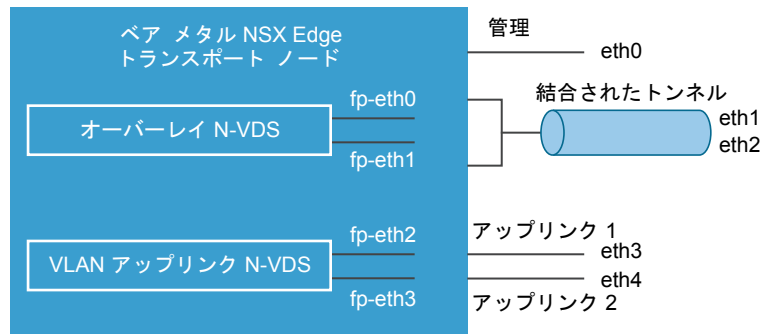 ベア メタル NSX Edge
トランスポート ノード
管理
eth0
fp-eth0
結合されたトンネル
オーバーレイ N-VDS
eth1
eth2
fp-eth1
fp-eth2
アップリンク 1
eth3
VLAN アップリンク N-VDS
eth4
fp-eth3
アップリンク 2